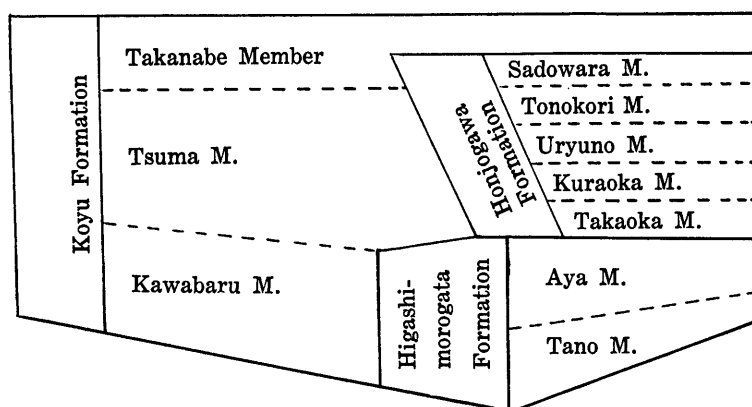 Koyu Formation
Takanabe Member
Tsuma M.
Kawabaru M.
Honjogawa
Formation
Sadowara M.
Tonokori M.
Uryuno M.
Kuraoka M.
Takaoka M.
Higashi-
morogata
Formation
Aya M.
Tano M.